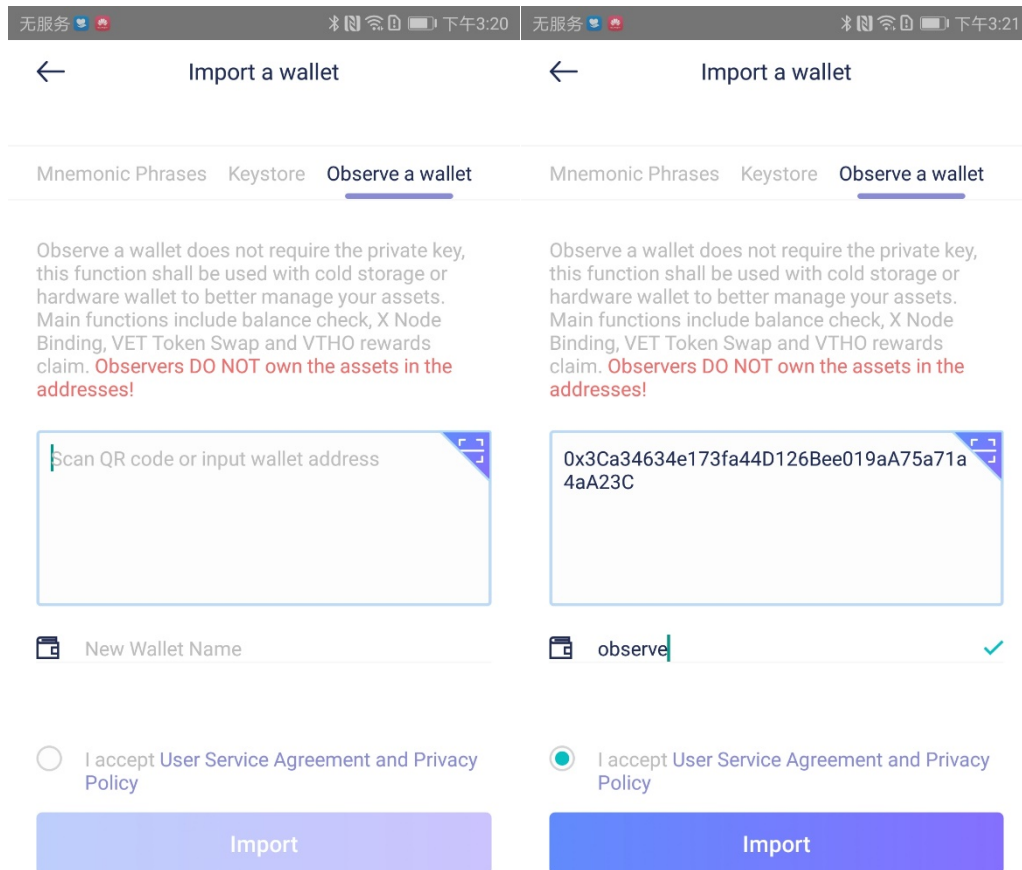 无服务
下午3:20
Import a wallet
Mnemonic Phrases
Keystore
Observe a wallet
Observe a wallet does not require the private key,
this function shall be used with cold storage or
hardware wallet to better manage your assets.
Main functions include balance check, X Node
Binding, VET Token Swap and VTHO rewards
claim. Observers DO NOT own the assets in the
addresses!
Scan QR code or input wallet address
New Wallet Name
I accept User Service Agreement and Privacy
Policy
Import
无服务
下午3:21
Import a wallet
Mnemonic Phrases
Keystore
Observe a wallet
Observe a wallet does not require the private key,
this function shall be used with cold storage or
hardware wallet to better manage your assets.
Main functions include balance check, X Node
Binding, VET Token Swap and VTHO rewards
claim. Observers DO NOT own the assets in the
addresses!
0x3Ca34634e173fa44D126Bee019aA75a71a
4aA23C
observe
I accept User Service Agreement and Privacy
Policy
Import